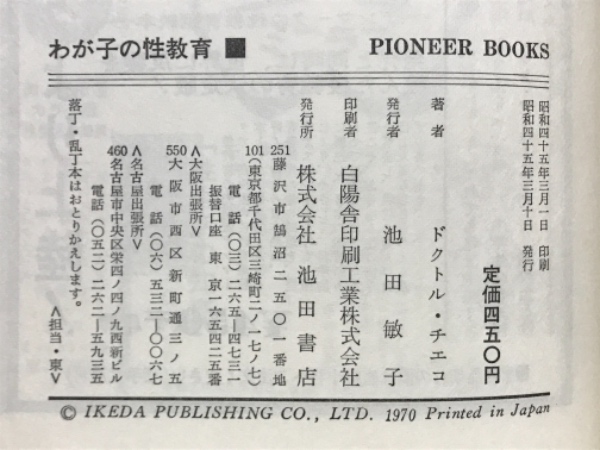 わが子の性教育
PIONEER BOOKS
昭和四十五年三月一日 印刷
昭和四十五年三月十日 発行
定価四五〇円
著者 ドクトル・チエコ
発行者 池田敏子
印刷者 白陽舎印刷工業株式会社
発行所 株式会社 池田書店
251 藤沢市鵠沼二五〇一番地
101(東京都千代田区三崎町二ノ一七ノ七)
電話(〇三)二六五―四七三一
振替口座 東京一六五四二五番
<大阪出張所>
550 大阪市西区新町通三ノ五
電話(〇六)五三二―〇〇六七
<名古屋出張所>
460 名古屋市中央区栄四ノ四ノ九西新ビル
電話(〇五二)二六二―五九三五
落丁・乱丁本はおとりかえします。
<担当・東>
© IKEDA PUBLISHING CO., LTD. 1970 Printed in Japan